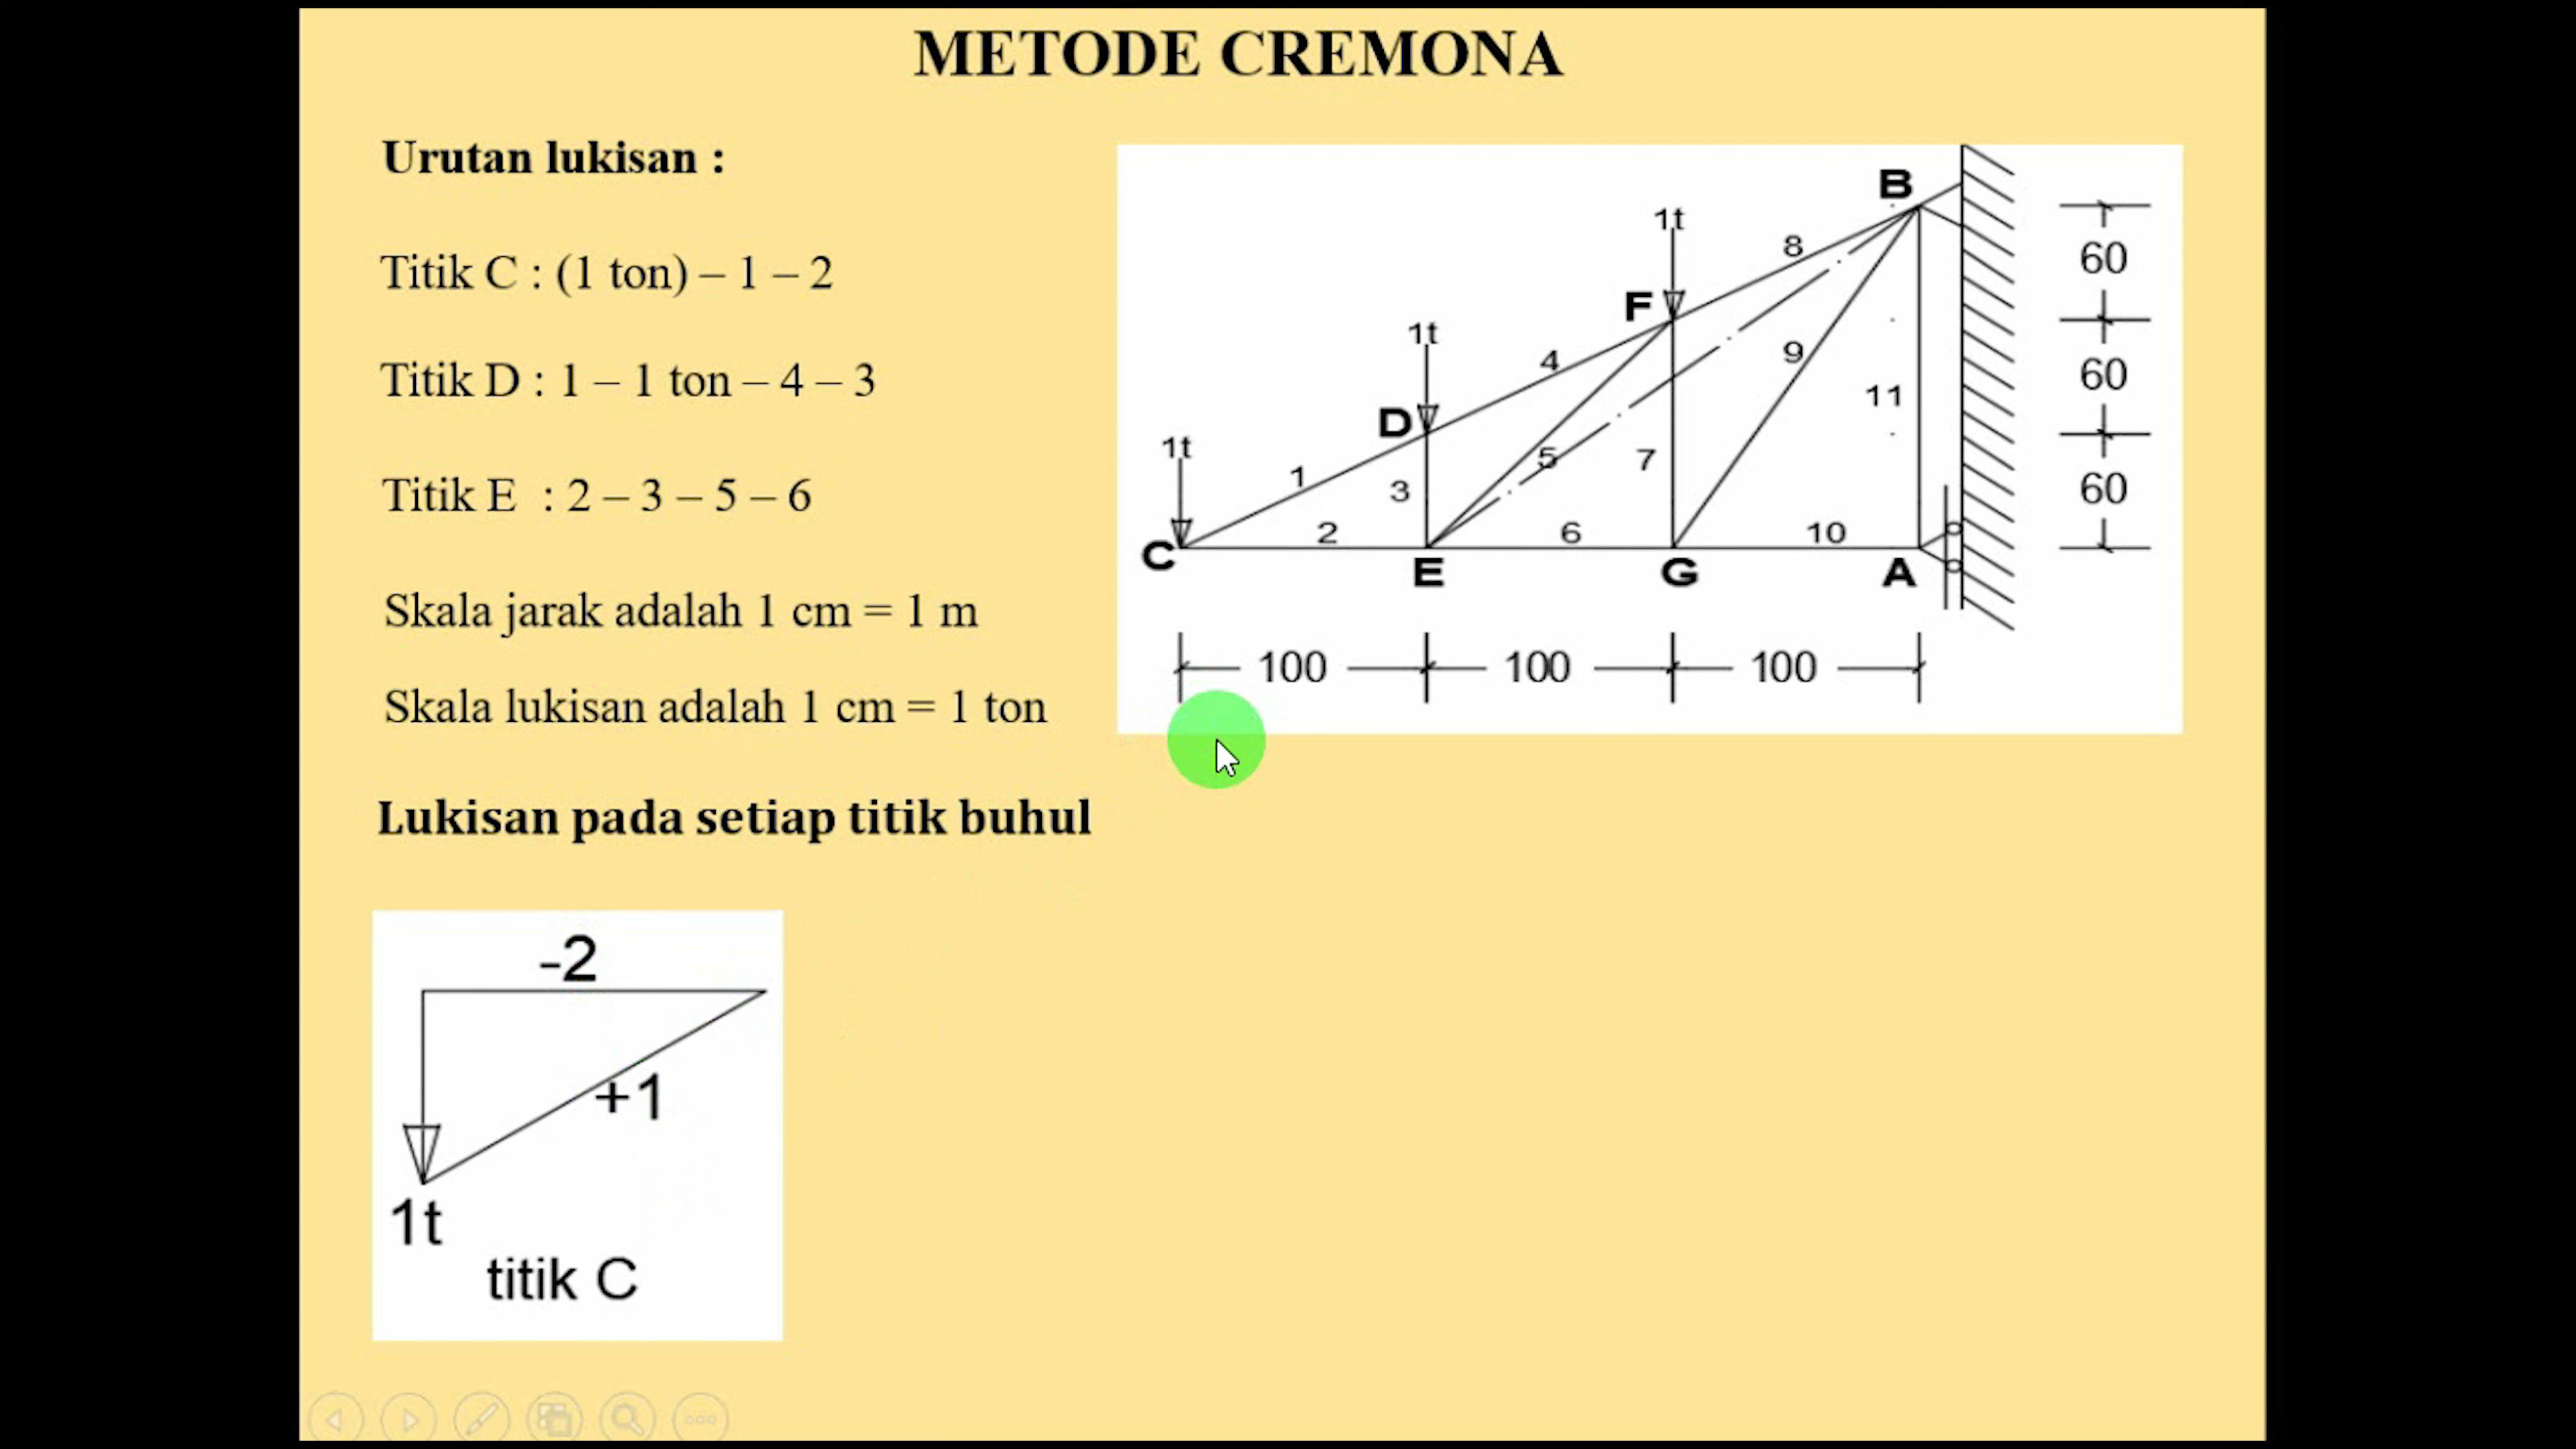 METODE CREMONA
Urutan lukisan :
Titik C : (1 ton) – 1 – 2
Titik D : 1 – 1 ton – 4 – 3
Titik E : 2 – 3 – 5 – 6
Skala jarak adalah 1 cm = 1 m
Skala lukisan adalah 1 cm = 1 ton
Lukisan pada setiap titik buhul
B
1t
8
60
F
1t
4
9
60
D
11
1t
5
7
1
3
60
2
6
10
C
E
G
A
100
100
100
-2
+1
1t
titik C